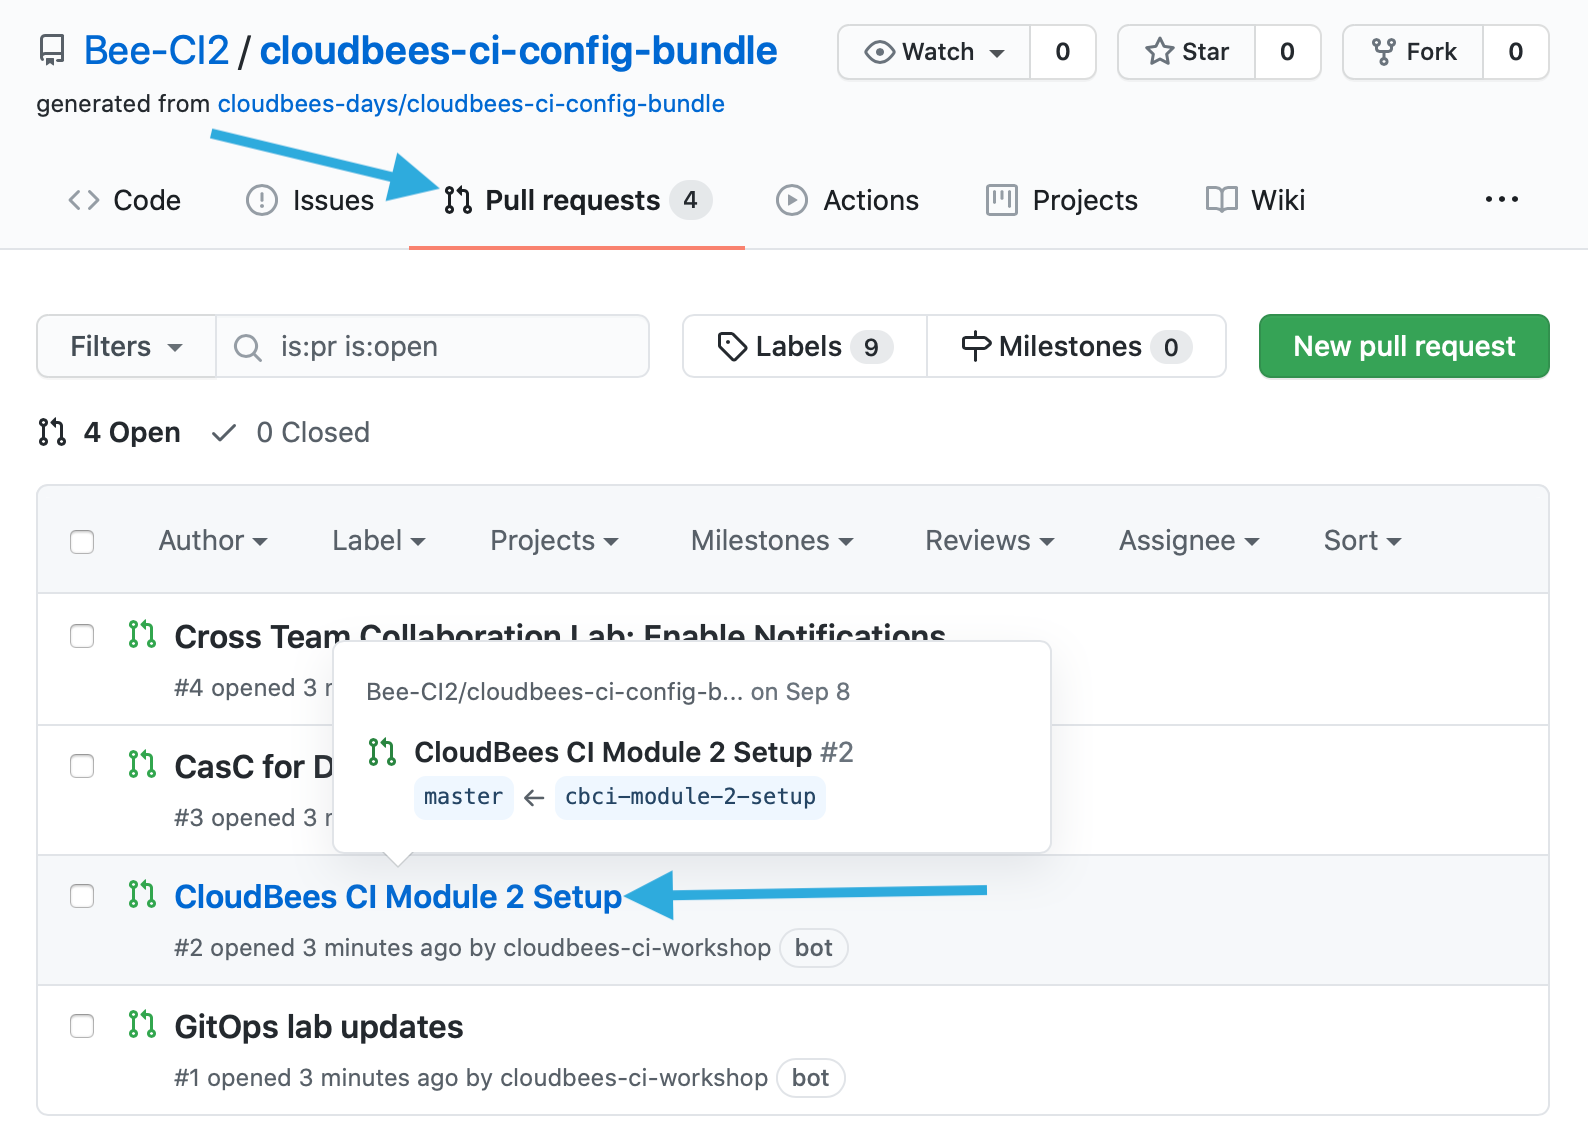 Bee-CI2 / cloudbees-ci-config-bundle
Watch 0
Star 0
Fork 0
generated from cloudbees-days/cloudbees-ci-config-bundle
Code
Issues
Pull requests 4
Actions
Projects
Wiki
...
Filters
is:pr is:open
Labels 9
Milestones 0
New pull request
4 Open
0 Closed
Author
Label
Projects
Milestones
Reviews
Assignee
Sort
Cross Team Collaboration Lab: Enable Notifications
#4 opened 3
Bee-CI2/cloudbees-ci-config-b... on Sep 8
CloudBees CI Module 2 Setup #2
master ← cbci-module-2-setup
CasC for
#3 opened 3
CloudBees CI Module 2 Setup
#2 opened 3 minutes ago by cloudbees-ci-workshop bot
GitOps lab updates
#1 opened 3 minutes ago by cloudbees-ci-workshop bot